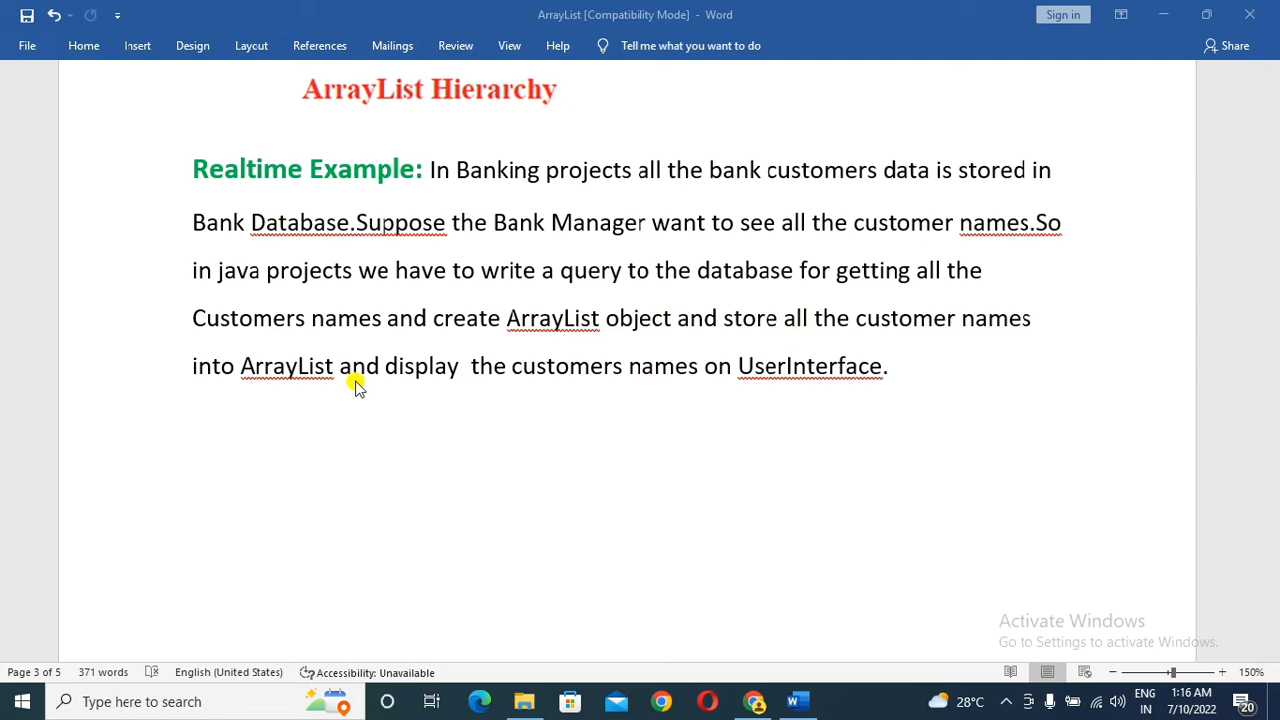 ArrayList [Compatibility Mode] - Word
Sign in
File Home Insert Design Layout References Mailings Review View Help Tell me what you want to do Share
ArrayList Hierarchy
Realtime Example: In Banking projects all the bank customers data is stored in
Bank Database.Suppose the Bank Manager want to see all the customer names.So
in java projects we have to write a query to the database for getting all the
Customers names and create ArrayList object and store all the customer names
into ArrayList and display  the customers names on UserInterface.
Activate Windows
Go to Settings to activate Windows.
Page 3 of 5 371 words English (United States) Accessibility: Unavailable 150%
Type here to search 28°C ENG 1:16 AM
IN 7/10/2022 20